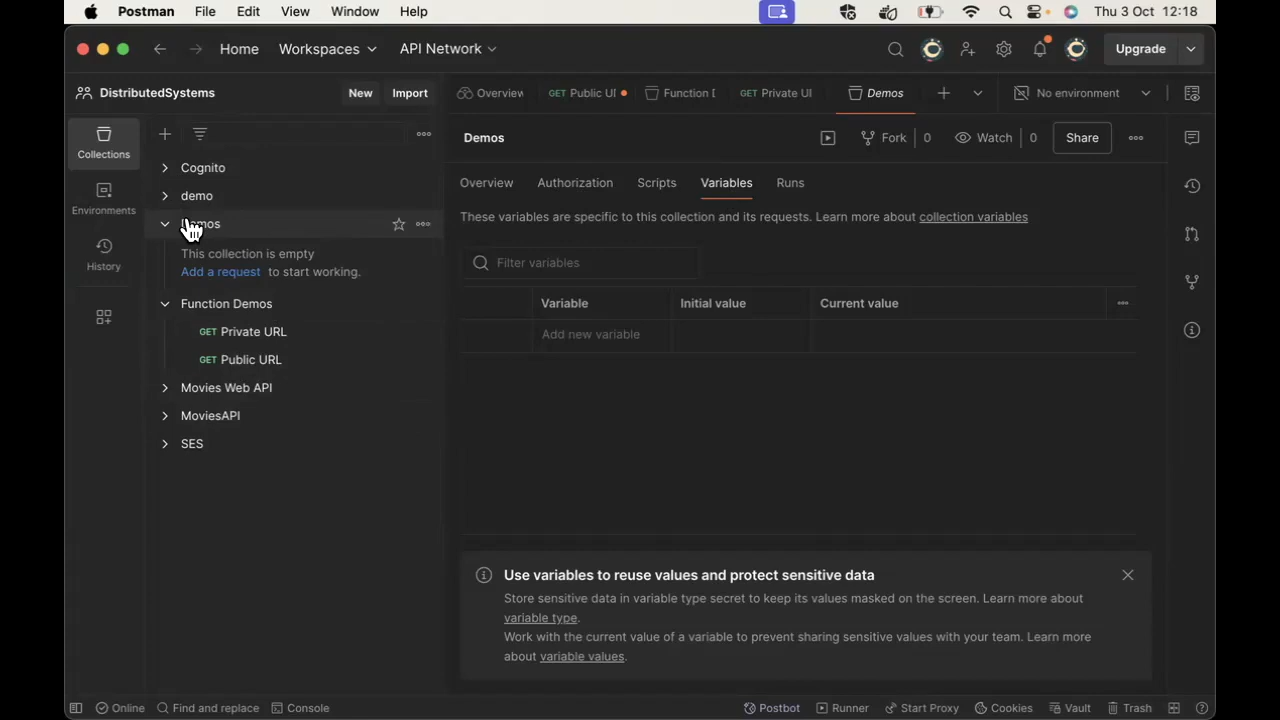 Postman File Edit View Window Help Thu 3 Oct 12:18
Home Workspaces API Network Upgrade
DistributedSystems New Import
Overview GET Public Ul Function I GET Private Ul Demos No environment
Collections
Environments
History
Cognito
demo
This collection is empty
Add a request to start working.
Function Demos
GET Private URL
GET Public URL
Movies Web API
MoviesAPI
SES
Demos Fork 0 Watch 0 Share
Overview Authorization Scripts Variables Runs
These variables are specific to this collection and its requests. Learn more about collection variables
Filter variables
Variable Initial value Current value
Add new variable
Use variables to reuse values and protect sensitive data
Store sensitive data in variable type secret to keep its values masked on the screen. Learn more about
variable type.
Work with the current value of a variable to prevent sharing sensitive values with your team. Learn more
about variable values.
Online Find and replace Console Postbot Runner Start Proxy Cookies Vault Trash